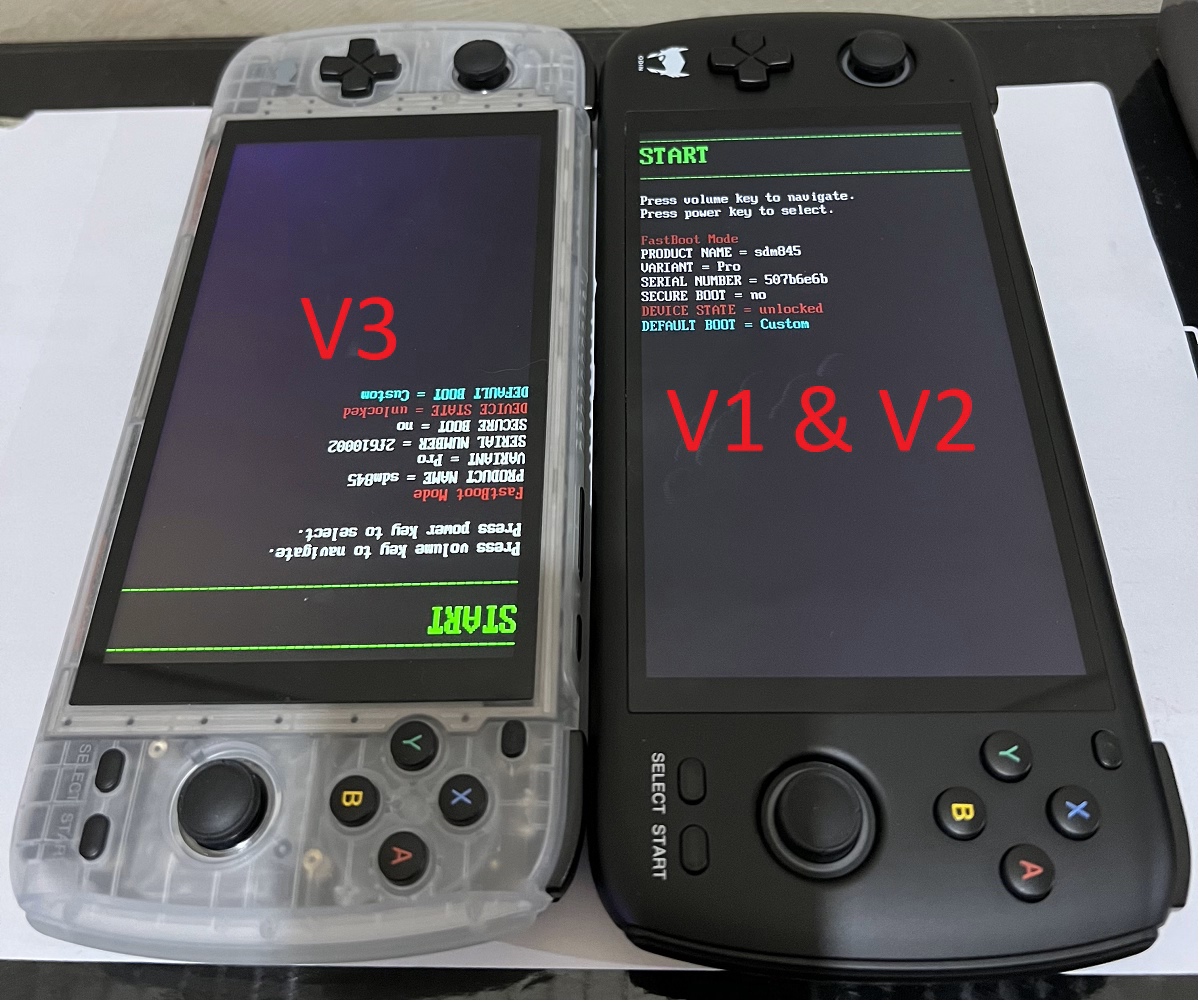 V3
START
Press volume key to navigate.
Press power key to select.
FastBoot Mode
PRODUCT NAME = sdm845
VARIANT = Pro
SERIAL NUMBER = 2f610002
SECURE BOOT = no
DEVICE STATE = unlocked
DEFAULT BOOT = Custom
SELECT START
Y
B
X
A
ODIN
START
Press volume key to navigate.
Press power key to select.
FastBoot Mode
PRODUCT NAME = sdm845
VARIANT = Pro
SERIAL NUMBER = 507b6e6b
SECURE BOOT = no
DEVICE STATE = unlocked
DEFAULT BOOT = Custom
V1 & V2
SELECT START
Y
B
X
A